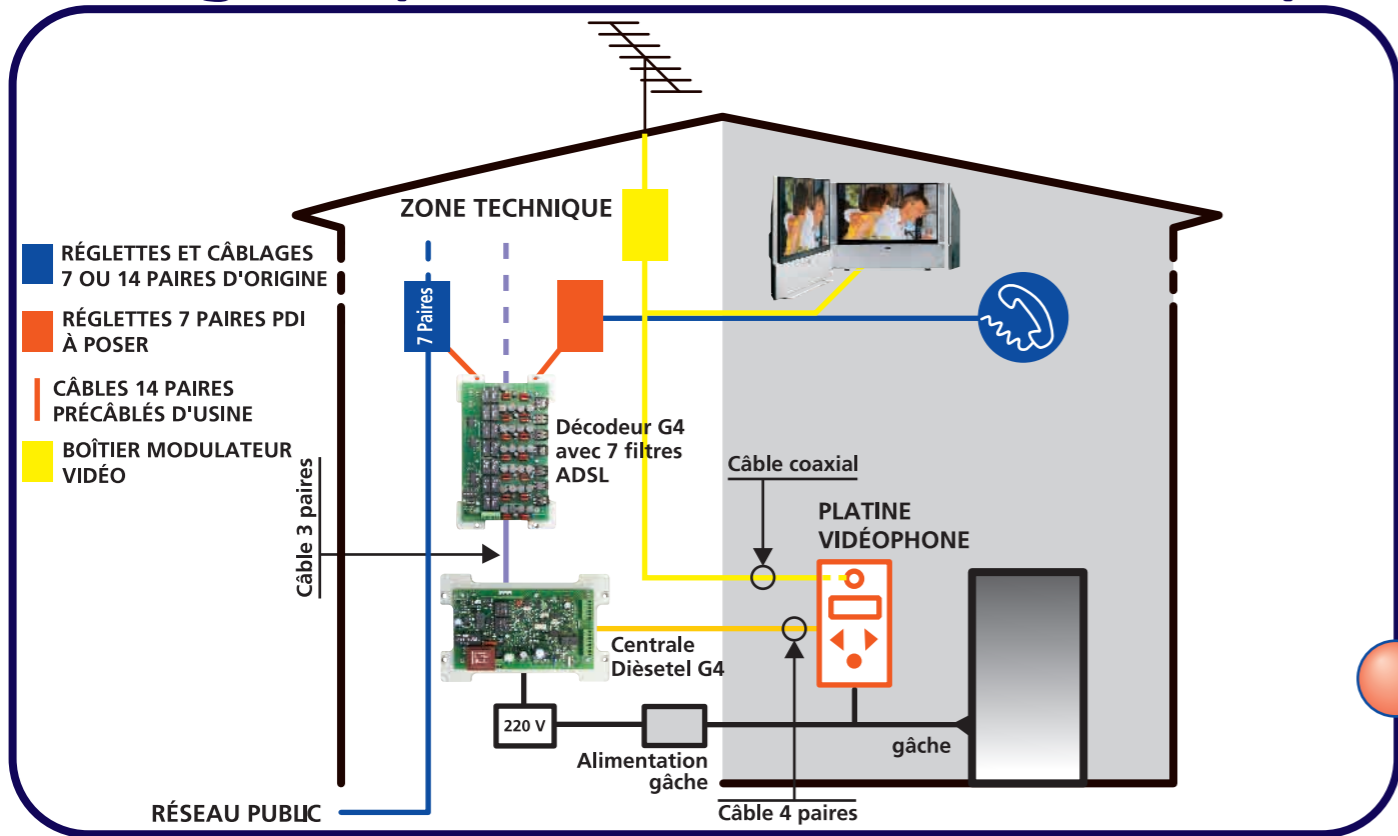 ZONE TECHNIQUE
RÉGLETTES ET CÂBLAGES
7 OU 14 PAIRES D'ORIGINE
RÉGLETTES 7 PAIRES PDI
À POSER
CÂBLES 14 PAIRES
PRÉCÂBLÉS D'USINE
BOÎTIER MODULATEUR
VIDÉO
7 Paires
Décodeur G4
avec 7 filtres
ADSL
Câble 3 paires
Câble coaxial
PLATINE
VIDÉOPHONE
Centrale
Dièsetel G4
220 V
Alimentation
gâche
gâche
Câble 4 paires
RÉSEAU PUBLIC